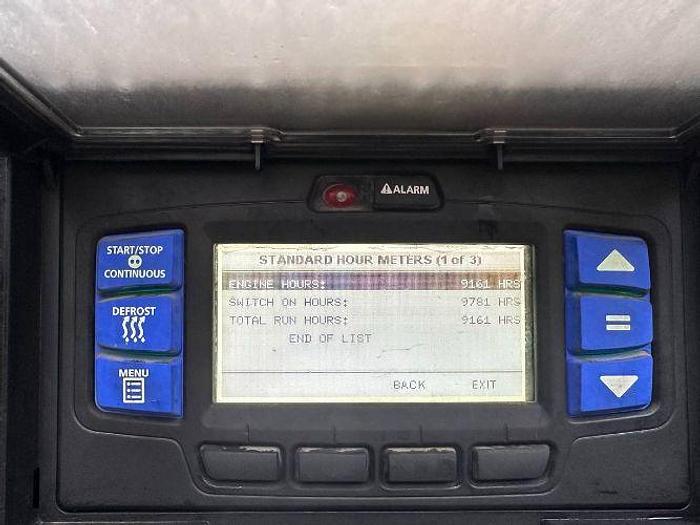 ALARM
START/STOP
CONTINUOUS
DEFROST
MENU
STANDARD HOUR METERS (1 of 3)
ENGINE HOURS: 9161 HRS
SWITCH ON HOURS: 9781 HRS
TOTAL RUN HOURS: 9161 HRS
END OF LIST
BACK EXIT